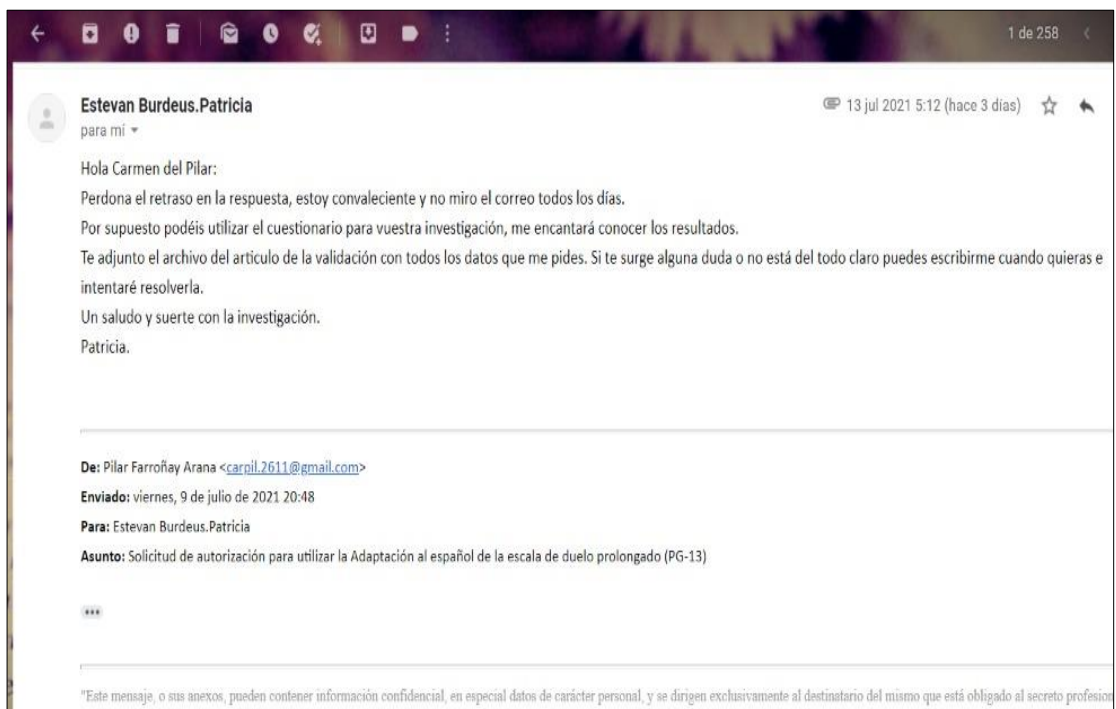 1 de 258
Estevan Burdeus.Patricia
13 jul 2021 5:12 (hace 3 días)
para mí
Hola Carmen del Pilar:
Perdona el retraso en la respuesta, estoy convaleciente y no miro el correo todos los días.
Por supuesto podéis utilizar el cuestionario para vuestra investigación, me encantará conocer los resultados.
Te adjunto el archivo del articulo de la validación con todos los datos que me pides. Si te surge alguna duda o no está del todo claro puedes escribirme cuando quieras e
intentaré resolverla.
Un saludo y suerte con la investigación.
Patricia.
De: Pilar Farroñay Arana <carpil.2611@gmail.com>
Enviado: viernes, 9 de julio de 2021 20:48
Para: Estevan Burdeus.Patricia
Asunto: Solicitud de autorización para utilizar la Adaptación al español de la escala de duelo prolongado (PG-13)
"Este mensaje, o sus anexos, pueden contener información confidencial, en especial datos de carácter personal, y se dirigen exclusivamente al destinatario del mismo que está obligado al secreto profesion